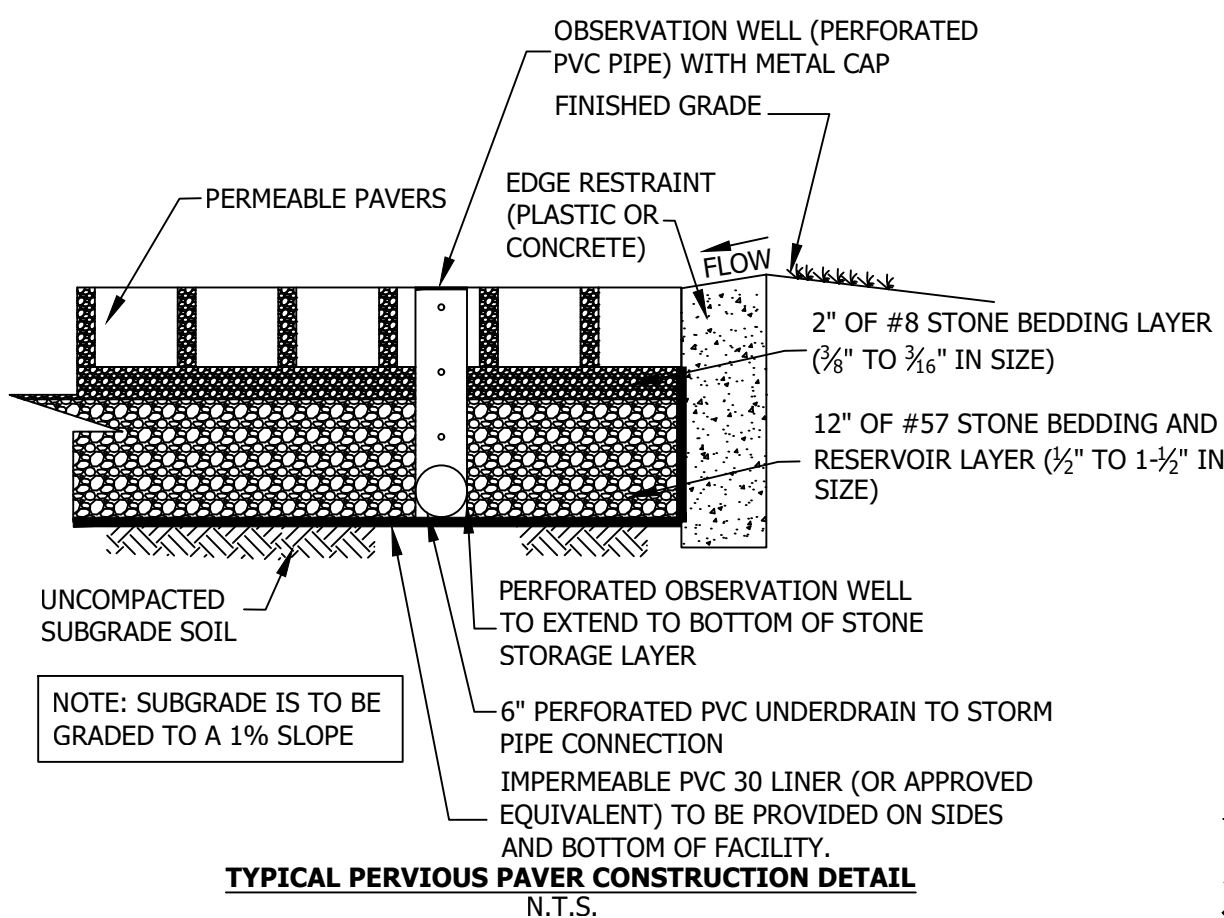 OBSERVATION WELL (PERFORATED
PVC PIPE) WITH METAL CAP
FINISHED GRADE
PERMEABLE PAVERS
EDGE RESTRAINT
(PLASTIC OR
CONCRETE)
FLOW
2" OF #8 STONE BEDDING LAYER
(3⁄8" TO 3⁄16" IN SIZE)
12" OF #57 STONE BEDDING AND
RESERVOIR LAYER (1⁄2" TO 1-1⁄2" IN
SIZE)
UNCOMPACTED
SUBGRADE SOIL
PERFORATED OBSERVATION WELL
TO EXTEND TO BOTTOM OF STONE
STORAGE LAYER
NOTE: SUBGRADE IS TO BE
GRADED TO A 1% SLOPE
6" PERFORATED PVC UNDERDRAIN TO STORM
PIPE CONNECTION
IMPERMEABLE PVC 30 LINER (OR APPROVED
EQUIVALENT) TO BE PROVIDED ON SIDES
AND BOTTOM OF FACILITY.
TYPICAL PERVIOUS PAVER CONSTRUCTION DETAIL
N.T.S.